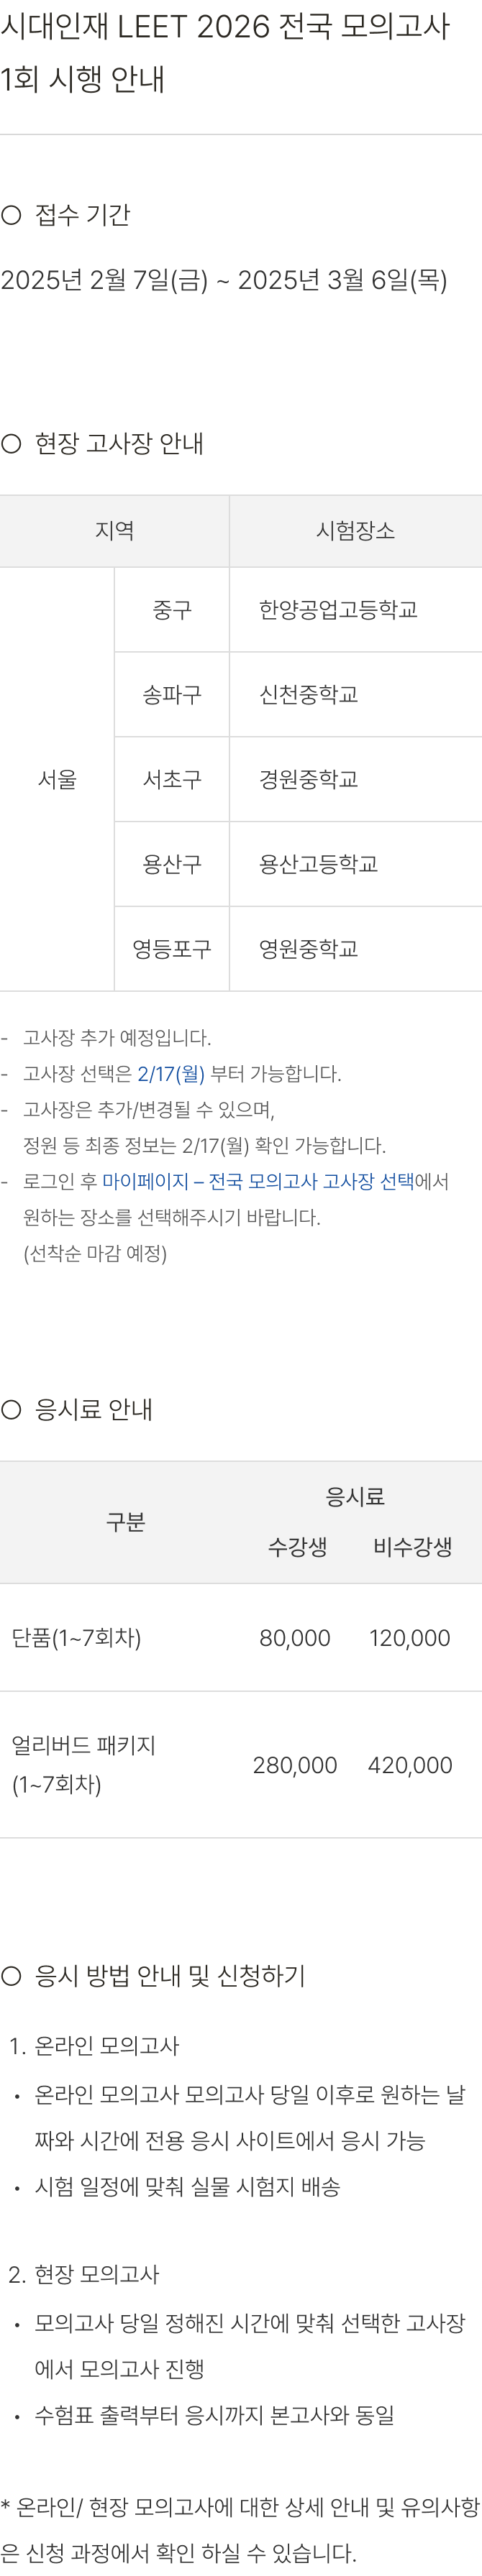 시대인재 LEET 2026 전국 모의고사
1회 시행 안내
○ 접수 기간
2025년 2월 7일(금) ~ 2025년 3월 6일(목)
○ 현장 고사장 안내
지역 시험장소
서울
중구 한양공업고등학교
송파구 신천중학교
서초구 경원중학교
용산구 용산고등학교
영등포구 영원중학교
- 고사장 추가 예정입니다.
- 고사장 선택은 2/17(월) 부터 가능합니다.
- 고사장은 추가/변경될 수 있으며,
정원 등 최종 정보는 2/17(월) 확인 가능합니다.
- 로그인 후 마이페이지 – 전국 모의고사 고사장 선택에서
원하는 장소를 선택해주시기 바랍니다.
(선착순 마감 예정)
○ 응시료 안내
구분 응시료
수강생 비수강생
단품(1~7회차) 80,000 120,000
얼리버드 패키지
(1~7회차) 280,000 420,000
○ 응시 방법 안내 및 신청하기
1. 온라인 모의고사
• 온라인 모의고사 모의고사 당일 이후로 원하는 날
짜와 시간에 전용 응시 사이트에서 응시 가능
• 시험 일정에 맞춰 실물 시험지 배송
2. 현장 모의고사
• 모의고사 당일 정해진 시간에 맞춰 선택한 고사장
에서 모의고사 진행
• 수험표 출력부터 응시까지 본고사와 동일
* 온라인/ 현장 모의고사에 대한 상세 안내 및 유의사항
은 신청 과정에서 확인 하실 수 있습니다.